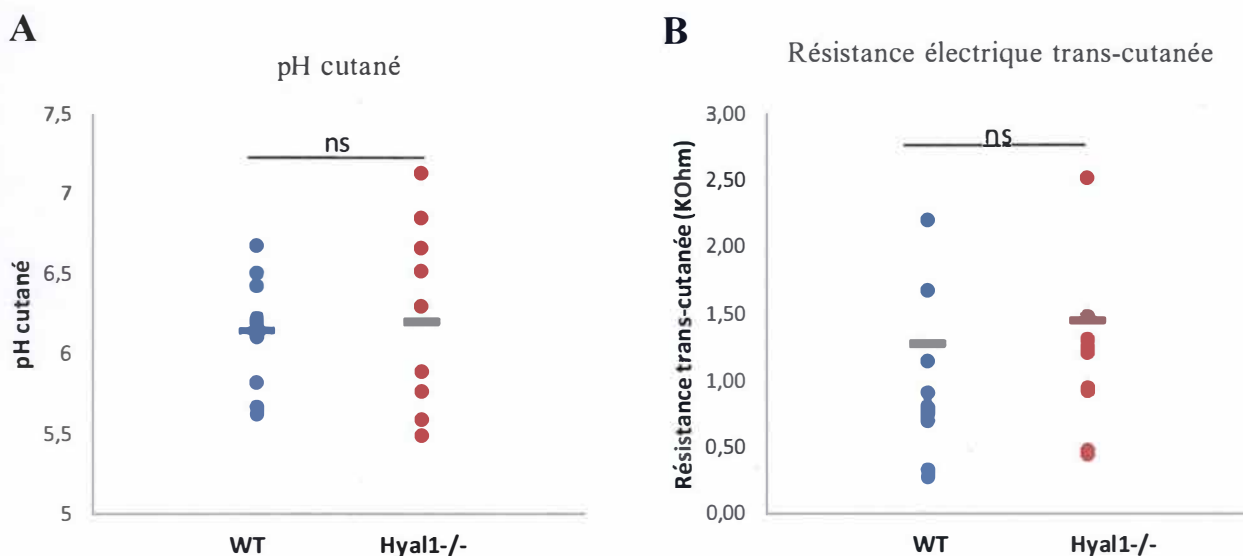 A
pH cutané
7,5
7
6,5
6
5,5
5
pH cutané
ns
WT
Hyal1-/-
B
Résistance électrique trans-cutanée
3,00
2,50
2,00
1,50
1,00
0,50
0,00
Résistance trans-cutanée (KOhm)
ns
WT
Hyal1-/-